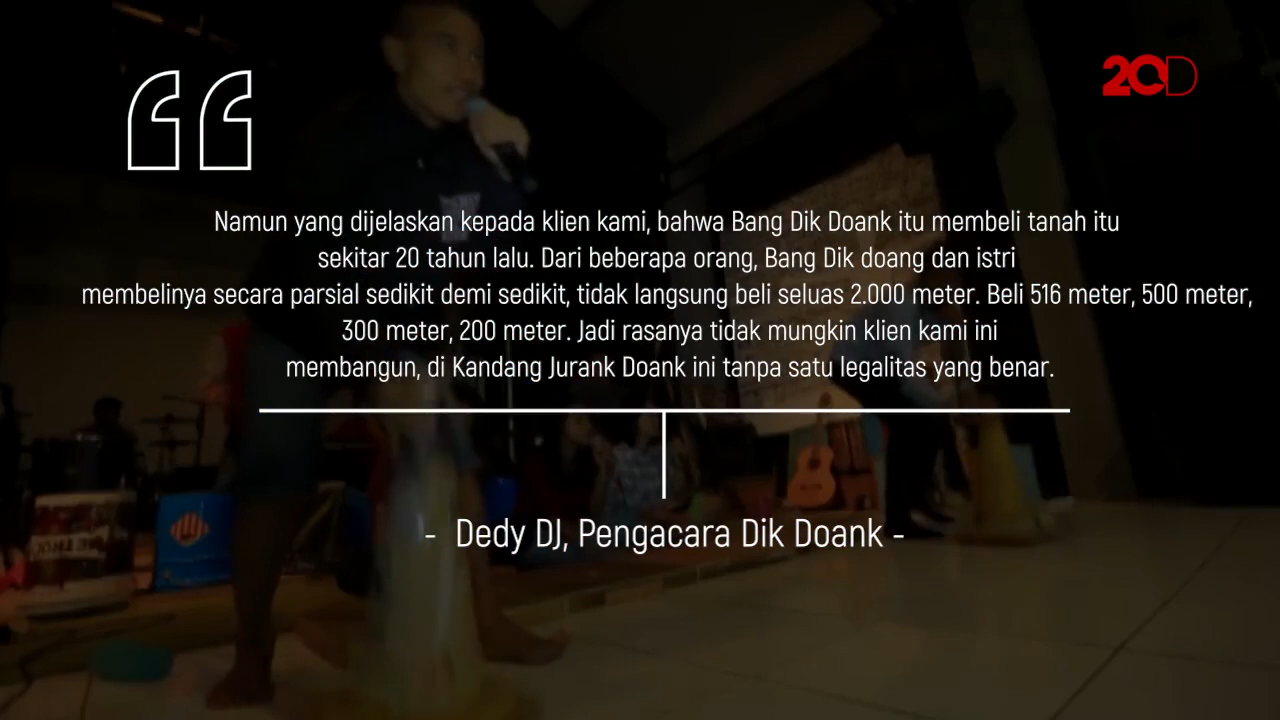 20D
Namun yang dijelaskan kepada klien kami, bahwa Bang Dik Doank itu membeli tanah itu
sekitar 20 tahun lalu. Dari beberapa orang, Bang Dik doang dan istri
membelinya secara parsial sedikit demi sedikit, tidak langsung beli seluas 2.000 meter. Beli 516 meter, 500 meter,
300 meter, 200 meter. Jadi rasanya tidak mungkin klien kami ini
membangun, di Kandang Jurank Doank ini tanpa satu legalitas yang benar.
- Dedy DJ, Pengacara Dik Doank -